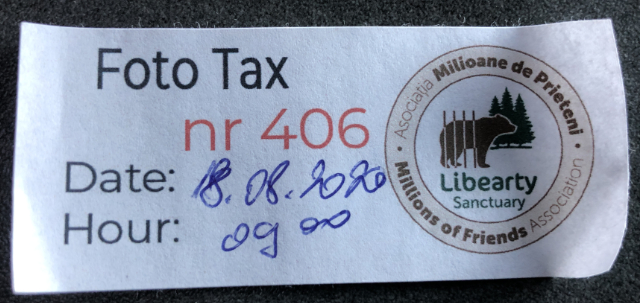 Foto Tax
nr 406
Date: 18.08.2020
Hour: 09 00
Asociația Milioane de Prieteni
Libearty
Sanctuary
Millions of Friends Association